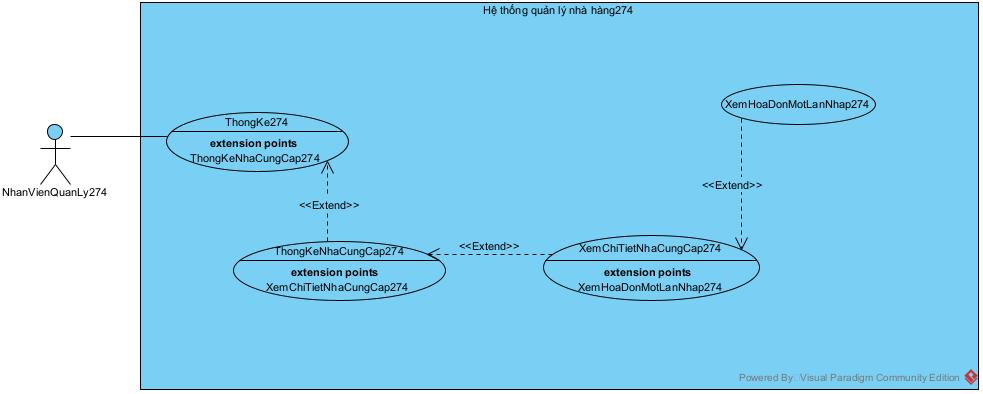 Hệ thống quản lý nhà hàng274
XemHoaDonMotLanNhap274
ThongKe274
extension points
ThongKeNhaCungCap274
NhanVienQuanLy274
<<Extend>>
<<Extend>>
<<Extend>>
ThongKeNhaCungCap274
extension points
XemChiTietNhaCungCap274
XemChiTietNhaCungCap274
extension points
XemHoaDonMotLanNhap274
Powered By: Visual Paradigm Community Edition